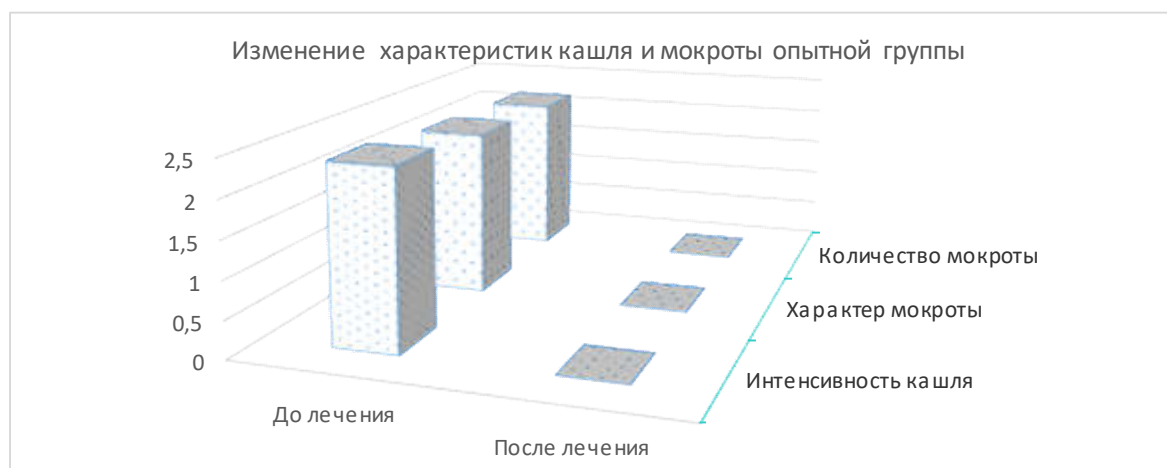 Изменение характеристик кашля и мокроты опытной группы
2,5
2
1,5
1
0,5
0
Количество мокроты
Характер мокроты
Интенсивность кашля
До лечения
После лечения